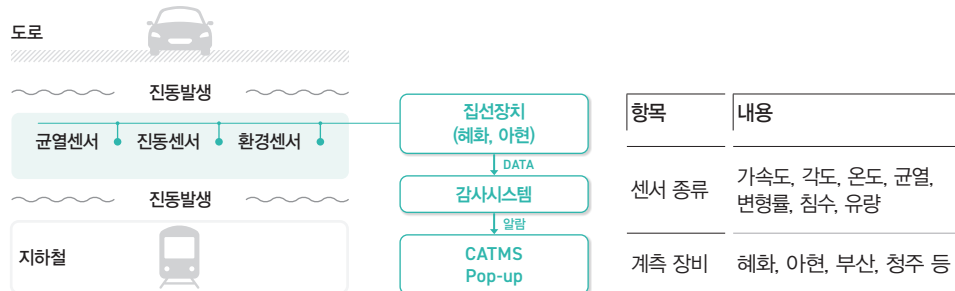 도로
진동발생
균열센서 진동센서 환경센서
진동발생
지하철
집선장치
(혜화, 아현)
DATA
감사시스템
알람
CATMS
Pop-up
항목 내용
센서 종류 가속도, 각도, 온도, 균열,
변형률, 침수, 유량
계측 장비 혜화, 아현, 부산, 청주 등